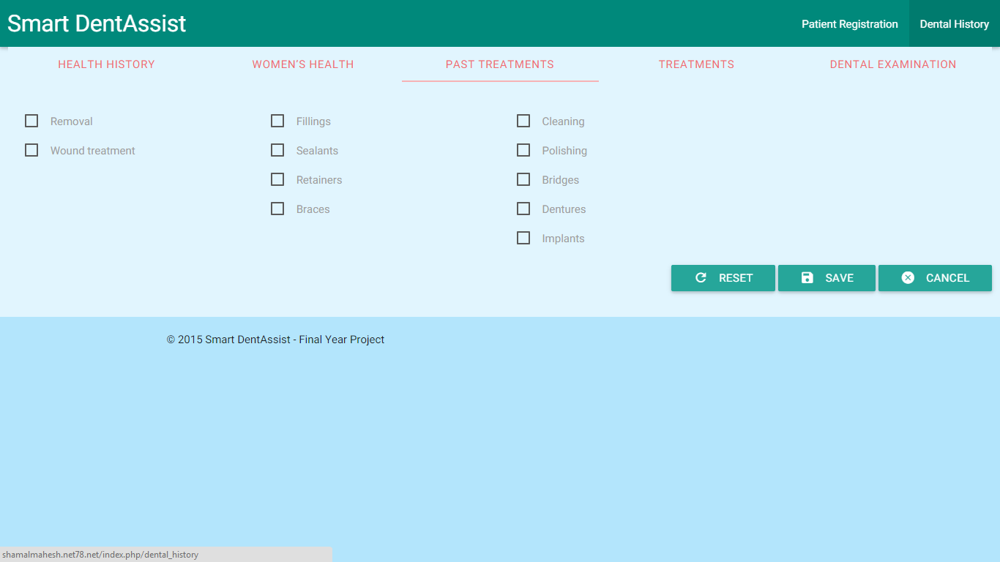 Smart DentAssist
Patient Registration
Dental History
HEALTH HISTORY
WOMEN'S HEALTH
PAST TREATMENTS
TREATMENTS
DENTAL EXAMINATION
Removal
Fillings
Cleaning
Wound treatment
Sealants
Polishing
Retainers
Bridges
Braces
Dentures
Implants
RESET
SAVE
CANCEL
© 2015 Smart DentAssist - Final Year Project
shamalmahesh.net78.net/index.php/dental_history